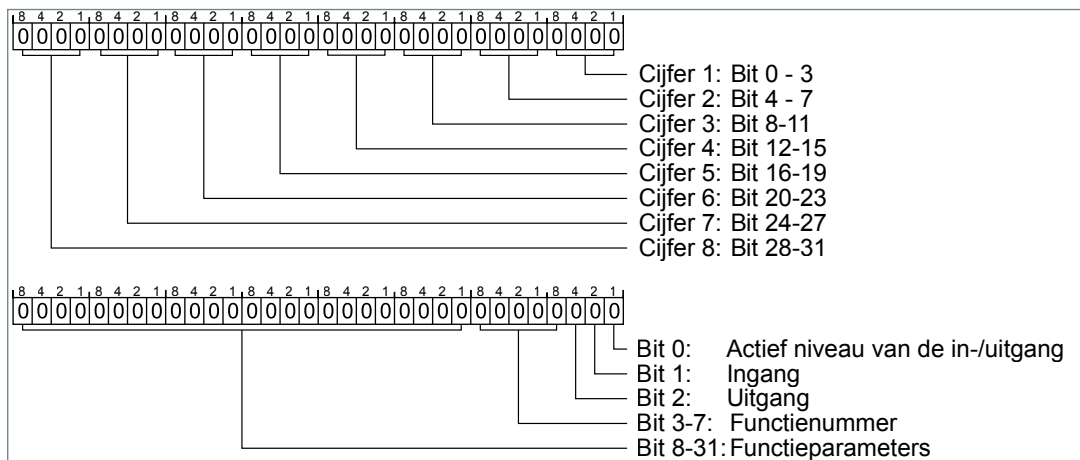 8 4 2 1 8 4 2 1 8 4 2 1 8 4 2 1 8 4 2 1 8 4 2 1 8 4 2 1 8 4 2 1
0 0 0 0 0 0 0 0 0 0 0 0 0 0 0 0 0 0 0 0 0 0 0 0 0 0 0 0 0 0 0 0
Cijfer 1: Bit 0 - 3
Cijfer 2: Bit 4 - 7
Cijfer 3: Bit 8-11
Cijfer 4: Bit 12-15
Cijfer 5: Bit 16-19
Cijfer 6: Bit 20-23
Cijfer 7: Bit 24-27
Cijfer 8: Bit 28-31
8 4 2 1 8 4 2 1 8 4 2 1 8 4 2 1 8 4 2 1 8 4 2 1 8 4 2 1 8 4 2 1
0 0 0 0 0 0 0 0 0 0 0 0 0 0 0 0 0 0 0 0 0 0 0 0 0 0 0 0 0 0 0 0
Bit 0: Actief niveau van de in-/uitgang
Bit 1: Ingang
Bit 2: Uitgang
Bit 3-7: Functienummer
Bit 8-31: Functieparameters